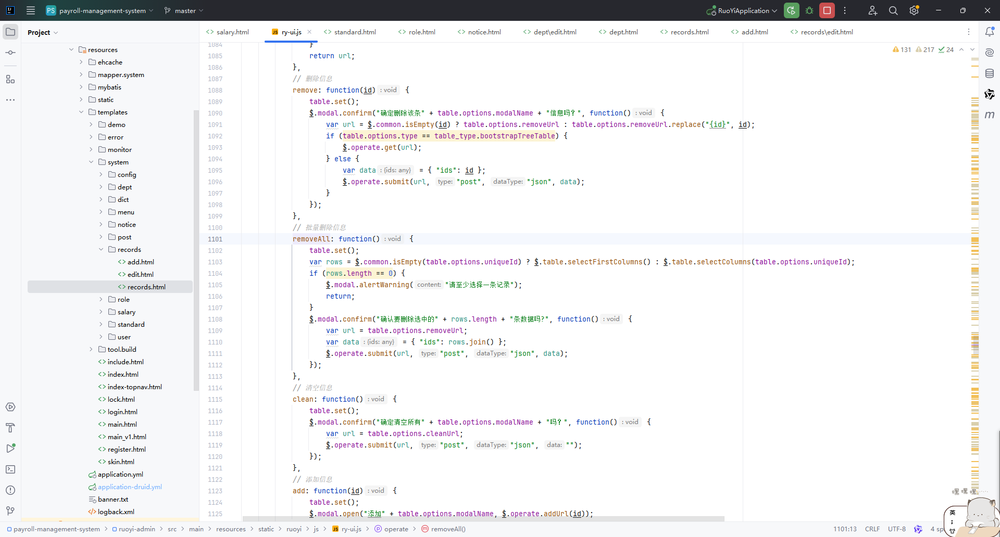 PS payroll-management-system master RuoYiApplication
Project
salary.html ry-ui.js standard.html role.html notice.html dept\edit.html dept.html records.html add.html records\edit.html
131 217 24
resources
ehcache
mapper.system
mybatis
static
templates
demo
error
monitor
system
config
dept
dict
menu
notice
post
records
add.html
edit.html
records.html
role
salary
standard
user
tool.build
include.html
index.html
index-topnav.html
lock.html
login.html
main.html
main_v1.html
register.html
skin.html
application.yml
application-druid.yml
banner.txt
logback.xml
1084 }
1085 return url;
1086 },
1087 // 删除信息
1088 remove: function(id) : void {
1089 table.set();
1090 $.modal.confirm("确定删除该条" + table.options.modalName + "信息吗？", function() : void {
1091 var url = $.common.isEmpty(id) ? table.options.removeUrl : table.options.removeUrl.replace("{id}", id);
1092 if (table.options.type == table_type.bootstrapTreeTable) {
1093 $.operate.get(url);
1094 } else {
1095 var data : {ids: any} = { "ids": id };
1096 $.operate.submit(url, type: "post", dataType: "json", data);
1097 }
1098 });
1099 },
1100 // 批量删除信息
1101 removeAll: function() : void {
1102 table.set();
1103 var rows = $.common.isEmpty(table.options.uniqueId) ? $.table.selectFirstColumns() : $.table.selectColumns(table.options.uniqueId);
1104 if (rows.length == 0) {
1105 $.modal.alertWarning( content: "请至少选择一条记录");
1106 return;
1107 }
1108 $.modal.confirm("确认要删除选中的" + rows.length + "条数据吗?", function() : void {
1109 var url = table.options.removeUrl;
1110 var data : {ids: any} = { "ids": rows.join() };
1111 $.operate.submit(url, type: "post", dataType: "json", data);
1112 });
1113 },
1114 // 清空信息
1115 clean: function() : void {
1116 table.set();
1117 $.modal.confirm("确定清空所有" + table.options.modalName + "吗？", function() : void {
1118 var url = table.options.cleanUrl;
1119 $.operate.submit(url, type: "post", dataType: "json", data: "");
1120 });
1121 },
1122 // 添加信息
1123 add: function(id) : void {
1124 table.set();
1125 $.modal.open("添加" + table.options.modalName, $.operate.addUrl(id));
嘿 嘿 嘿
英
payroll-management-system > ruoyi-admin > src > main > resources > static > ruoyi > js > ry-ui.js > operate > removeAll()
1101:13 CRLF UTF-8 4 sp